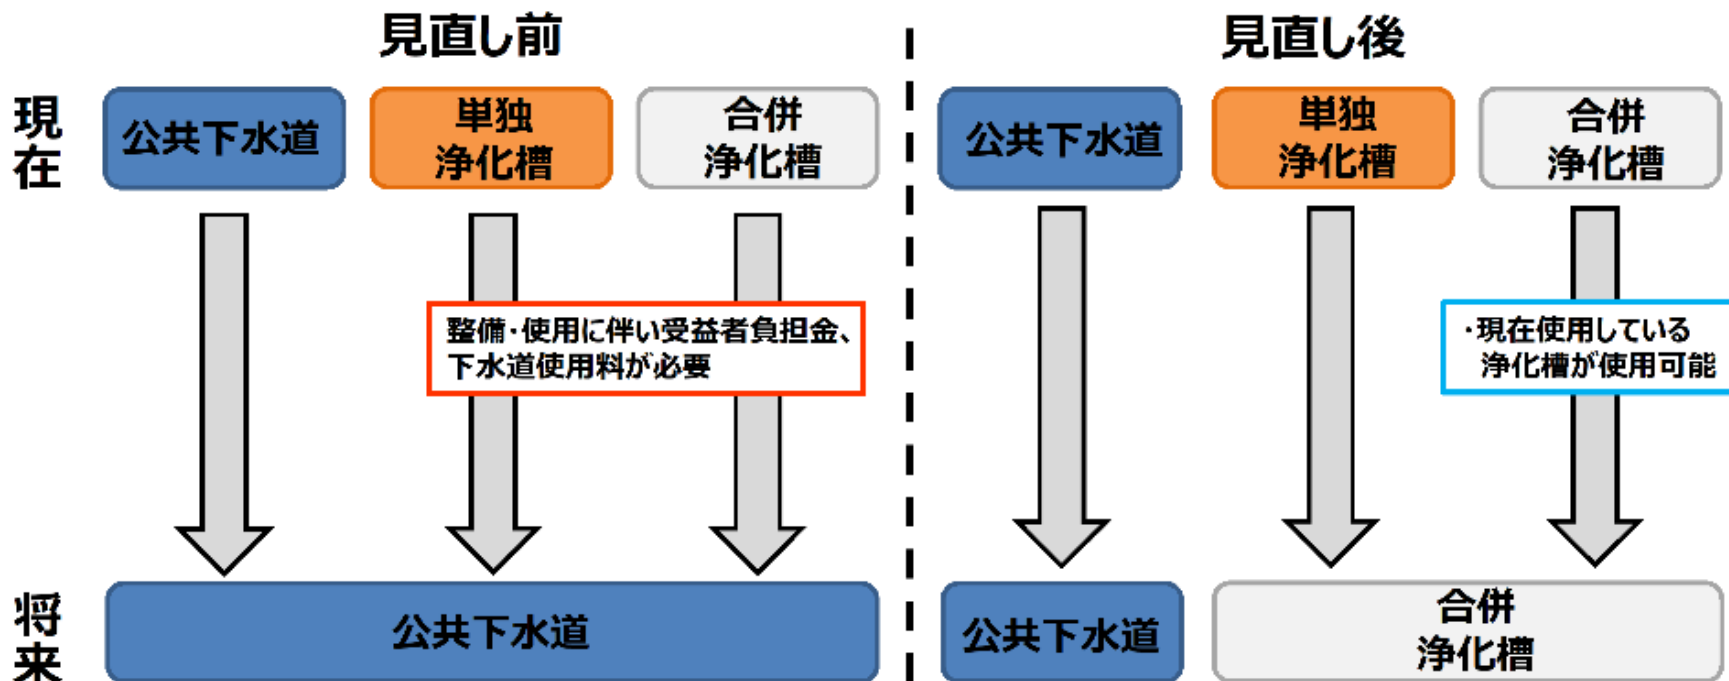 見直し前
見直し後
現在
公共下水道
単独
浄化槽
合併
浄化槽
公共下水道
単独
浄化槽
合併
浄化槽
整備・使用に伴い受益者負担金、
下水道使用料が必要
・現在使用している
浄化槽が使用可能
将来
公共下水道
公共下水道
合併
浄化槽